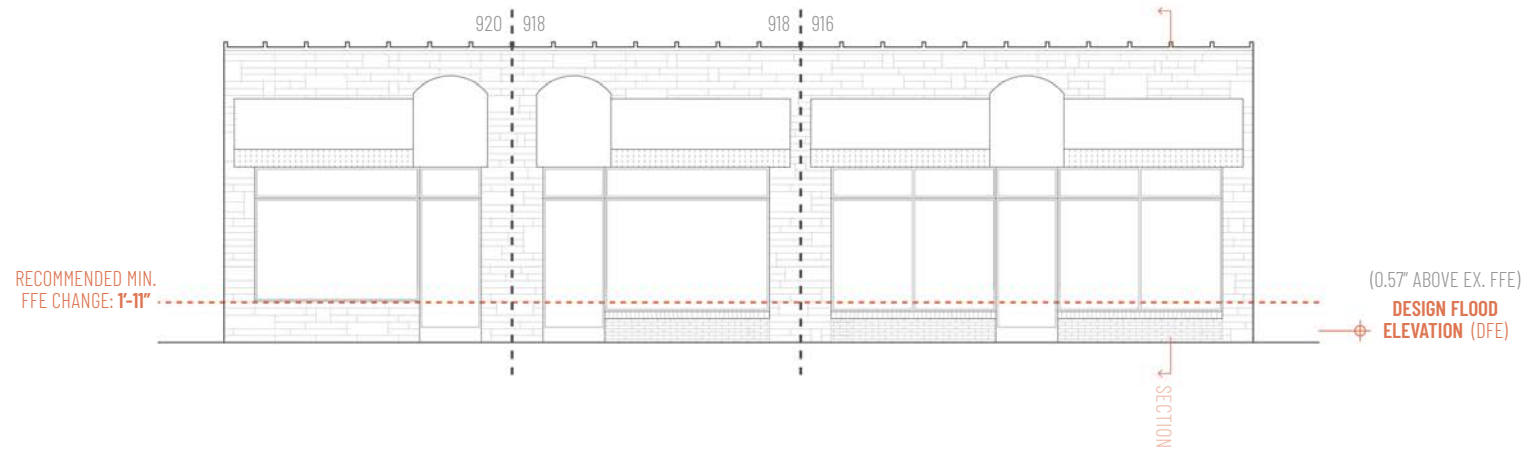 920 918
918 916
RECOMMENDED MIN.
FFE CHANGE: 1'-11"
(0.57' ABOVE EX. FFE)
DESIGN FLOOD
ELEVATION (DFE)
SECTION